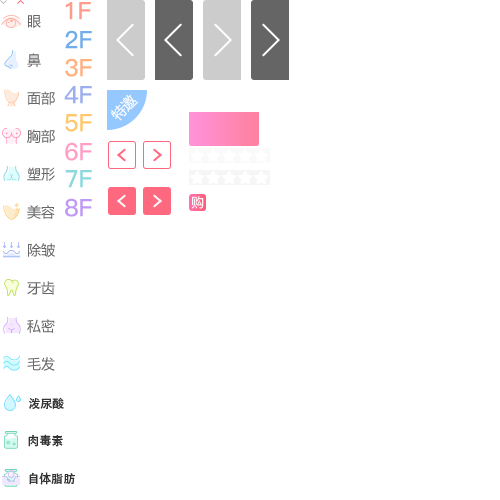 眼
鼻
面部
胸部
塑形
美容
除皱
牙齿
私密
毛发
泼尿酸
肉毒素
自体脂肪
1F
2F
3F
4F
5F
6F
7F
8F
特邀
购